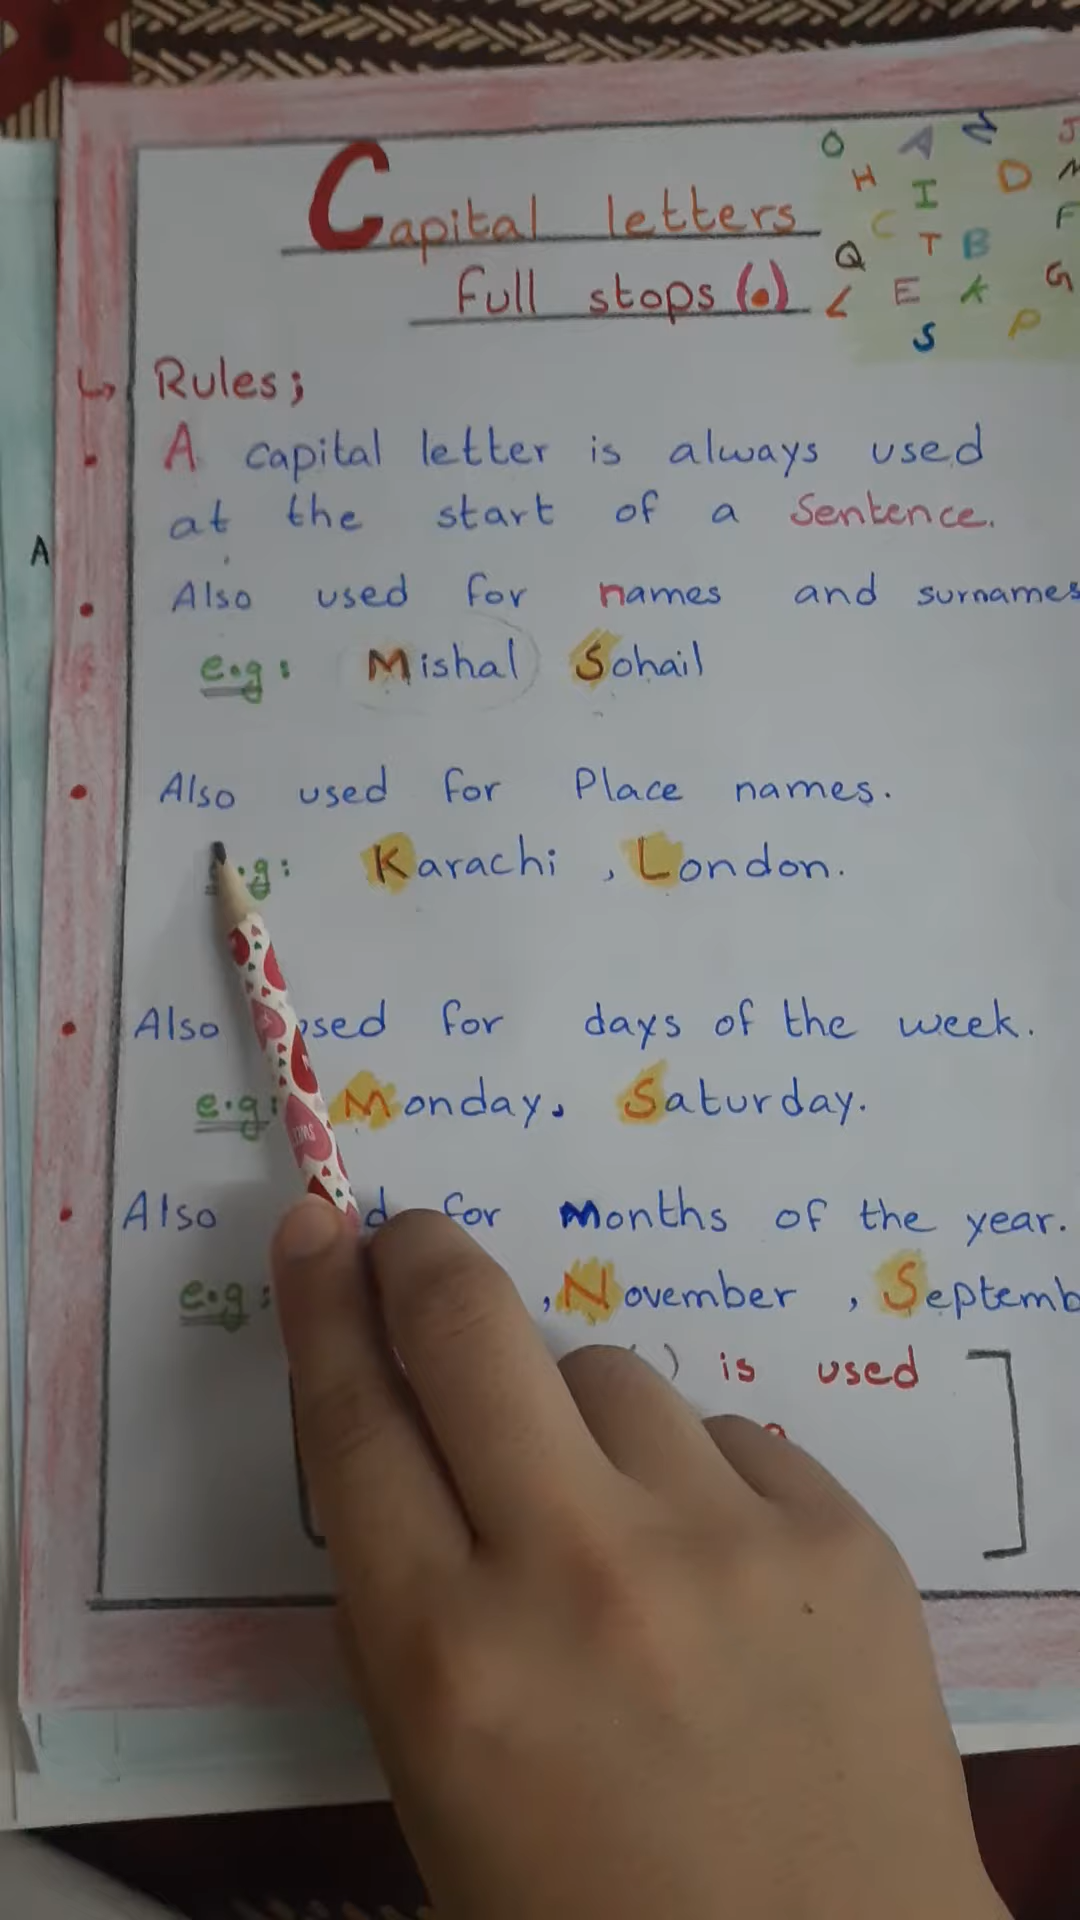 Capital letters
Full stops (.)
O A N J
H I D M
C T B F
Q E K G
L S P
↳ Rules;
• A capital letter is always used
at the start of a Sentence.
A
• Also used for names and surnames
e.g: Mishal Sohail
• Also used for Place names.
e.g: Karachi , London.
• Also used for days of the week.
e.g: Monday, Saturday.
• Also for Months of the year.
e.g: , November , Septemb
( ) is used